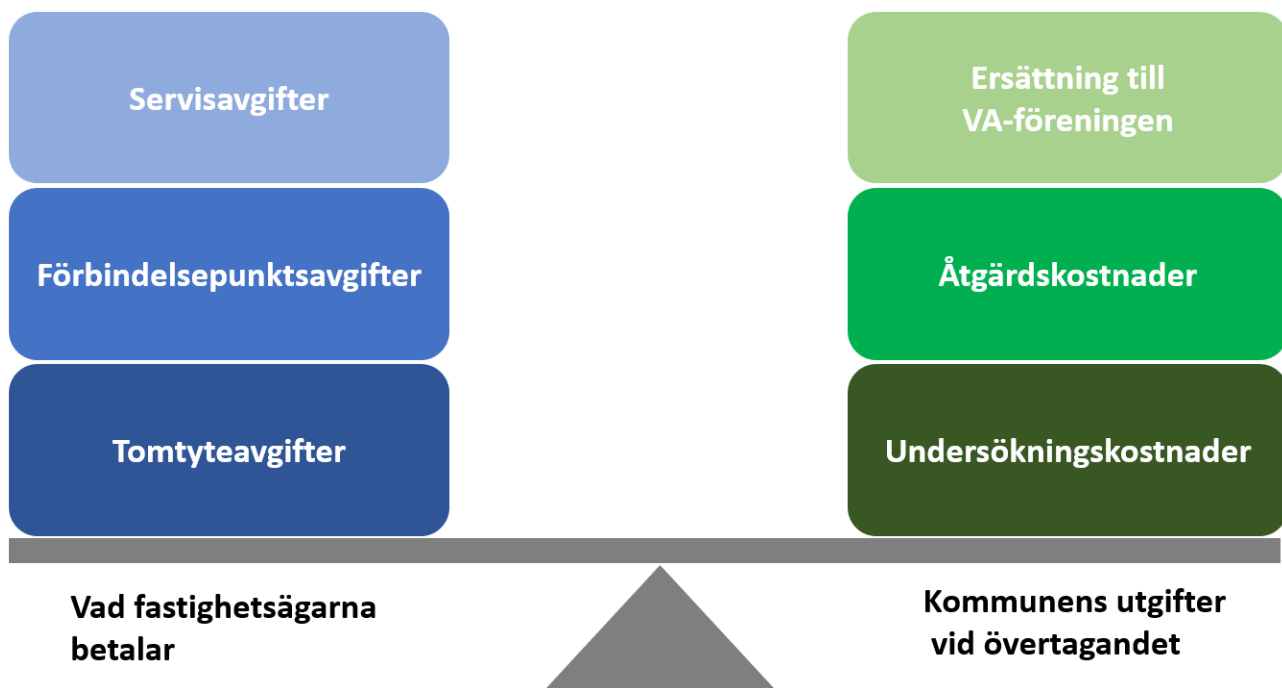 Servisavgifter
Förbindelsepunktsavgifter
Tomtyteavgifter
Vad fastighetsägarna
betalar
Ersättning till
VA-föreningen
Åtgärdskostnader
Undersökningskostnader
Kommunens utgifter
vid övertagandet